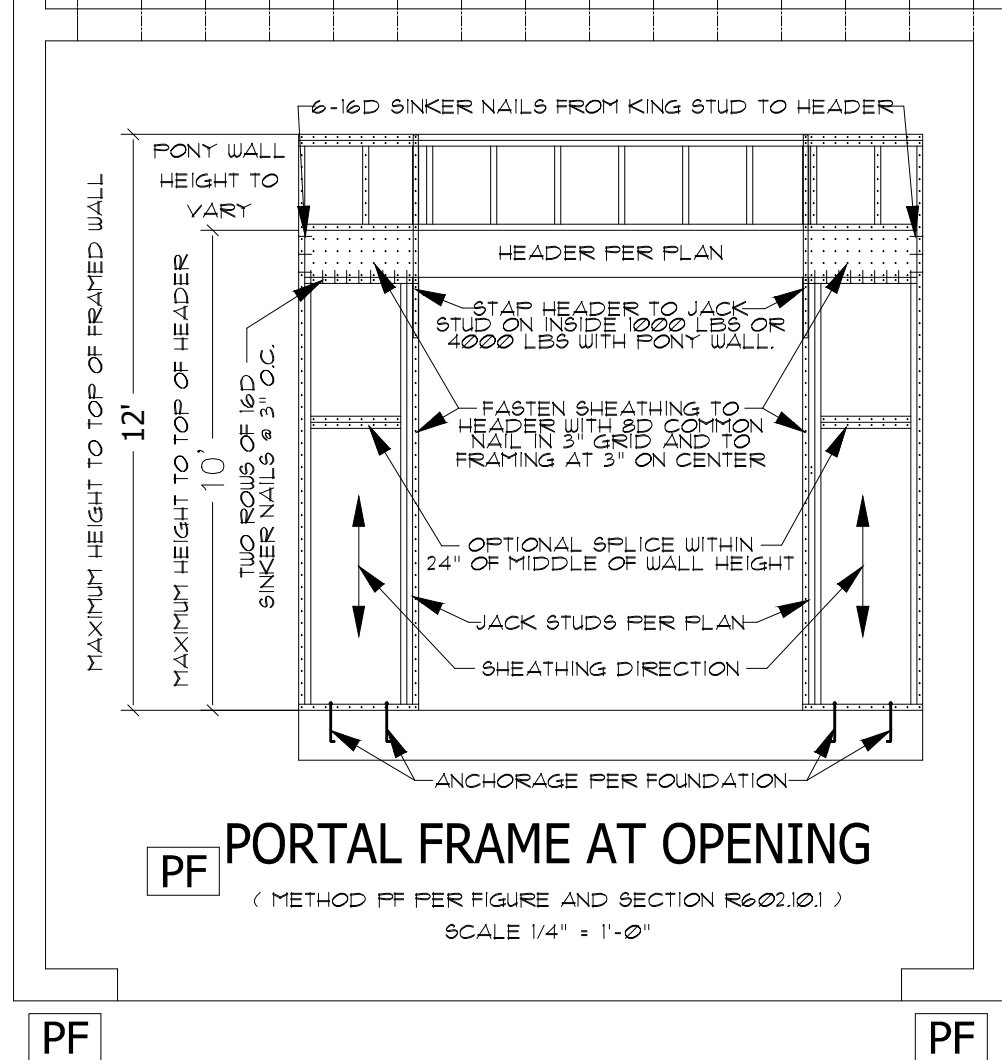 6-16D SINKER NAILS FROM KING STUD TO HEADER
PONY WALL
HEIGHT TO
VARY
MAXIMUM HEIGHT TO TOP OF FRAMED WALL
12'
MAXIMUM HEIGHT TO TOP OF HEADER
10'
TWO ROWS OF 16D
SINKER NAILS @ 3" O.C.
HEADER PER PLAN
STAP HEADER TO JACK
STUD ON INSIDE 1000 LBS OR
4000 LBS WITH PONY WALL.
FASTEN SHEATHING TO
HEADER WITH 8D COMMON
NAIL IN 3" GRID AND TO
FRAMING AT 3" ON CENTER
OPTIONAL SPLICE WITHIN
24" OF MIDDLE OF WALL HEIGHT
JACK STUDS PER PLAN
SHEATHING DIRECTION
ANCHORAGE PER FOUNDATION
PF
PORTAL FRAME AT OPENING
( METHOD PF PER FIGURE AND SECTION R602.10.1 )
SCALE 1/4" = 1'-0"
PF
PF